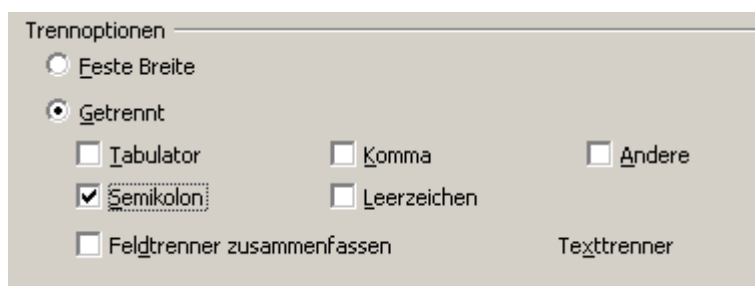 Trennoptionen
Feste Breite
Getrennt
Tabulator Komma Andere
Semikolon Leerzeichen
Feldtrenner zusammenfassen Texttrenner